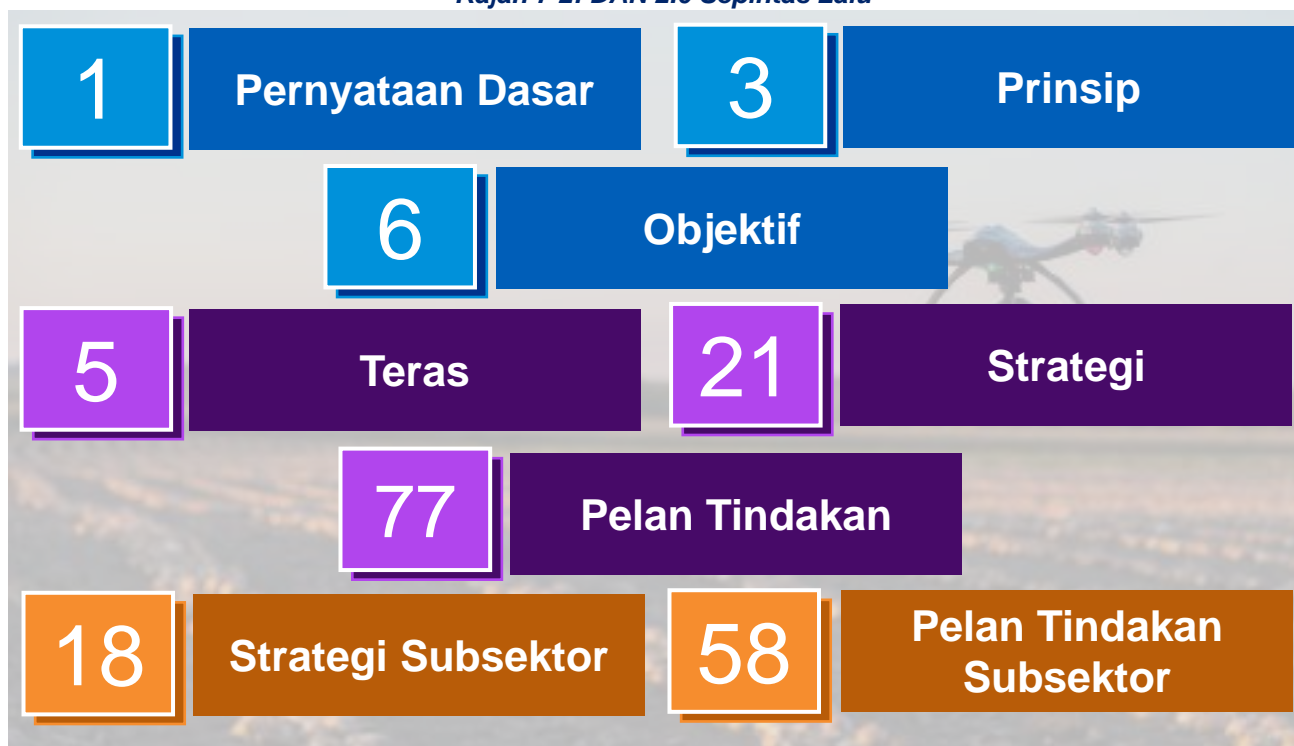 1
Pernyataan Dasar
3
Prinsip
6
Objektif
5
Teras
21
Strategi
77
Pelan Tindakan
18
Strategi Subsektor
58
Pelan Tindakan
Subsektor